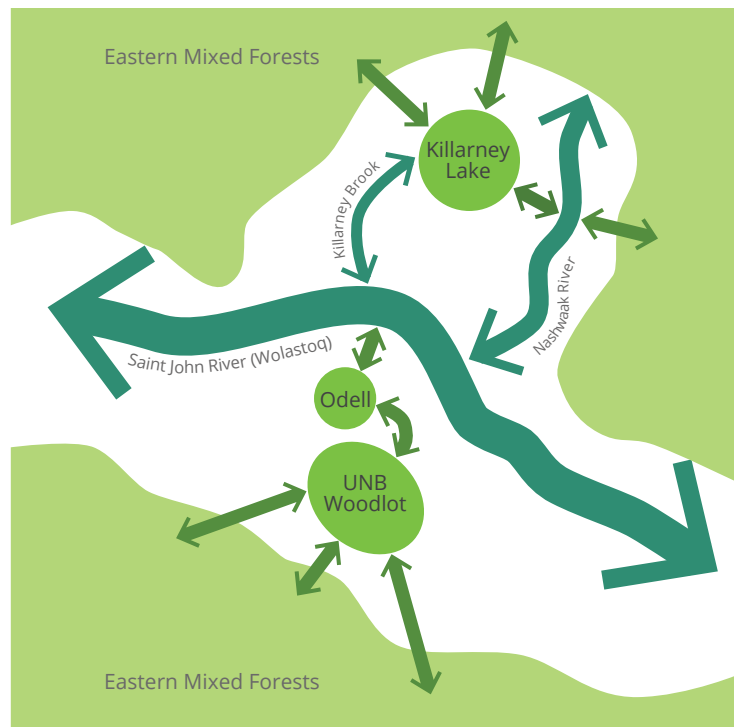 Eastern Mixed Forests
Killarney
Lake
Killarney Brook
Nashwaak River
Saint John River (Wolastoq)
Odell
UNB
Woodlot
Eastern Mixed Forests